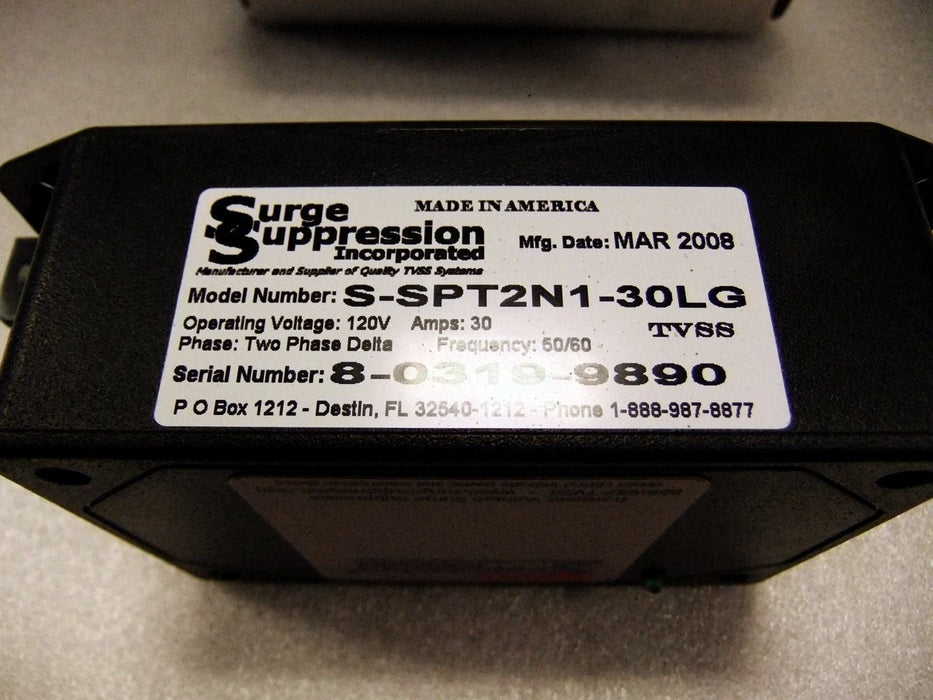 Surge
Suppression
Incorporated
Manufacturer and Supplier of Quality TVSS Systems
MADE IN AMERICA
Mfg. Date: MAR 2008
Model Number: S-SPT2N1-30LG
Operating Voltage: 120V Amps: 30
TVSS
Phase: Two Phase Delta Frequency: 50/60
Serial Number: 8-0319-9890
P O Box 1212 - Destin, FL 32540-1212 - Phone 1-888-987-8877